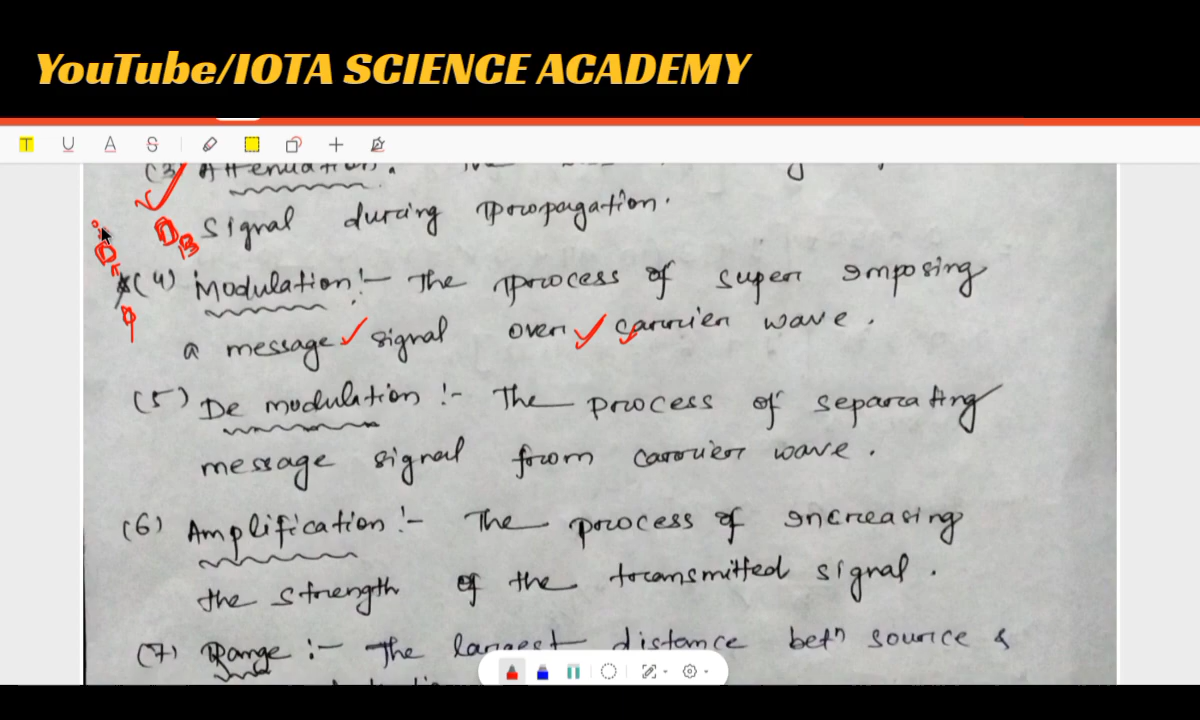 YouTube/IOTA SCIENCE ACADEMY
T U A S
(3) Attenuation.
signal during propagation.
(4) Modulation :- The process of super imposing
a message signal over carrier wave.
(5) De modulation :- The process of separating
message signal from carrier wave.
(6) Amplification :- The process of increasing
the strength of the transmitted signal.
(7) Range :- The largest distance betn source &